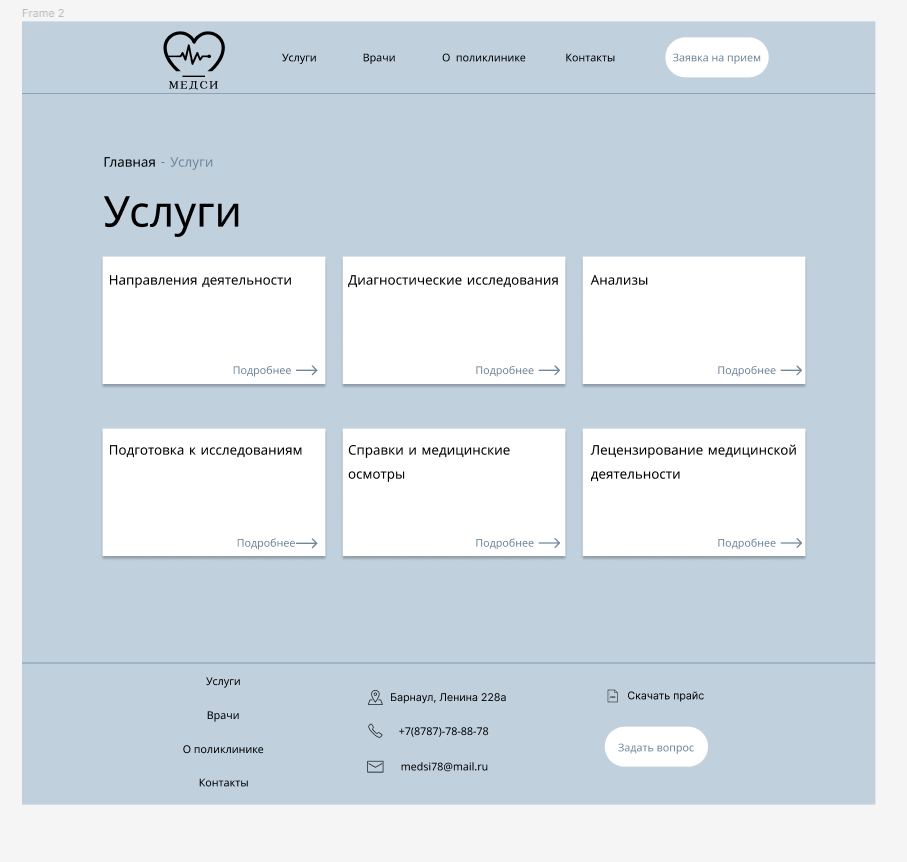 Frame 2
Услуги Врачи О поликлинике Контакты Заявка на прием
МЕДСИ
Главная - Услуги
Услуги
Направления деятельности
Подробнее
Диагностические исследования
Подробнее
Анализы
Подробнее
Подготовка к исследованиям
Подробнее
Справки и медицинские
осмотры
Подробнее
Лецензирование медицинской
деятельности
Подробнее
Услуги
Врачи
О поликлинике
Контакты
Барнаул, Ленина 228а
+7(8787)-78-88-78
medsi78@mail.ru
Скачать прайс
Задать вопрос